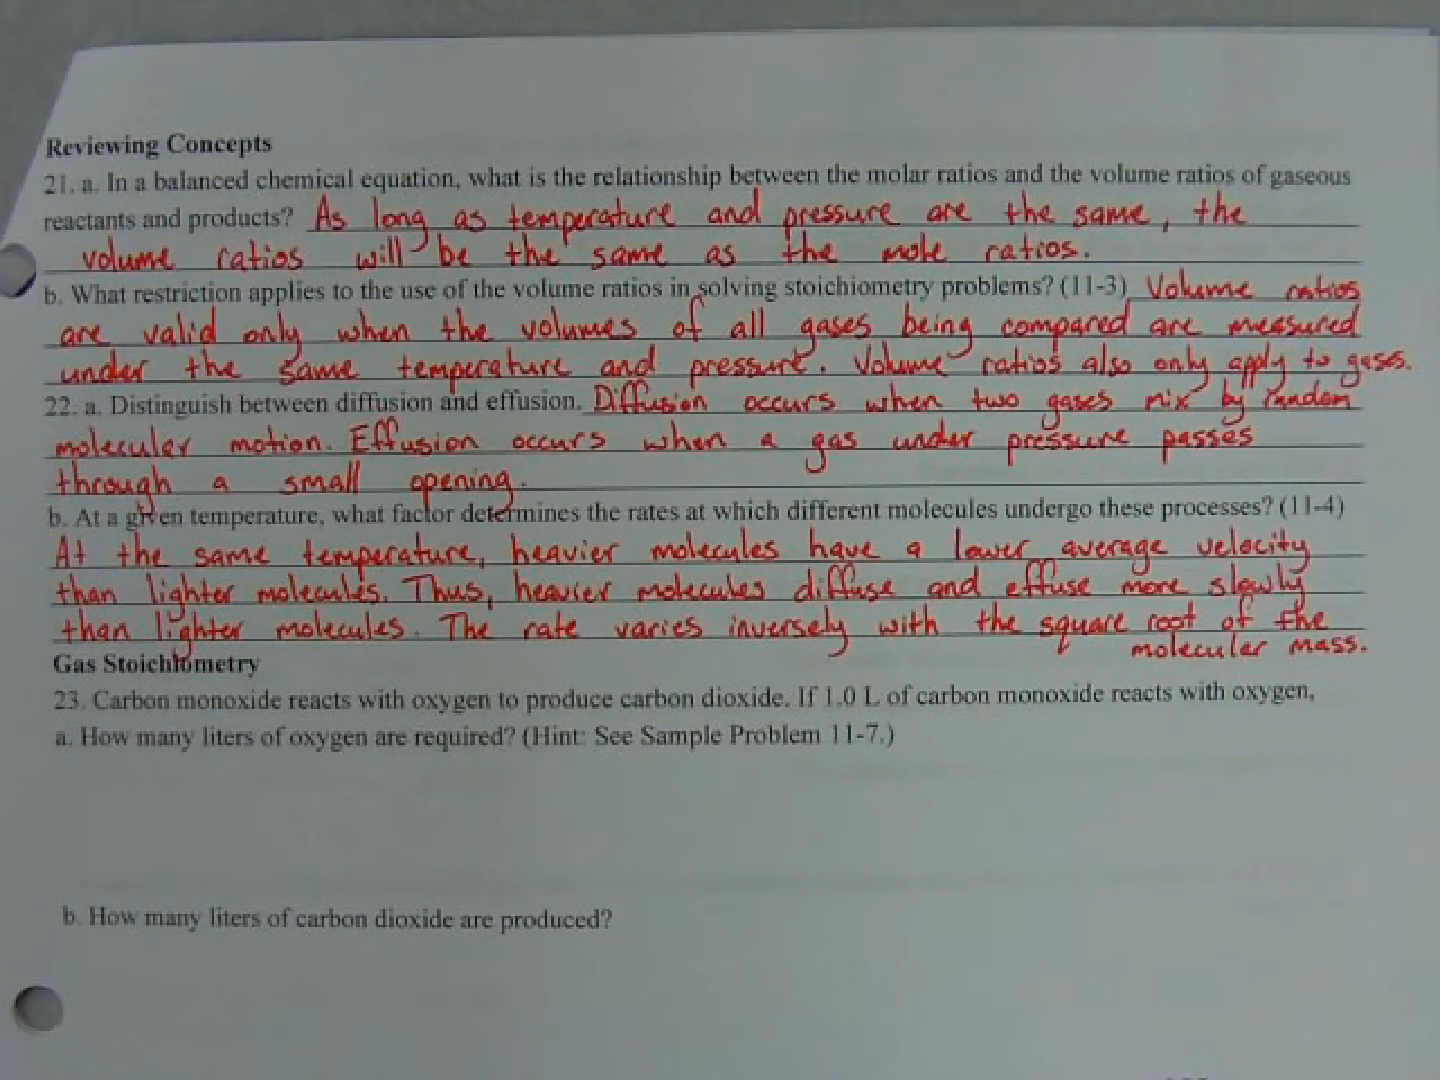 Reviewing Concepts
21. a. In a balanced chemical equation, what is the relationship between the molar ratios and the volume ratios of gaseous
reactants and products? As long as temperature and pressure are the same, the
volume ratios will be the same as the mole ratios.
b. What restriction applies to the use of the volume ratios in solving stoichiometry problems? (11-3) Volume ratios
are valid only when the volumes of all gases being compared are measured
under the same temperature and pressure. Volume ratios also only apply to gases.
22. a. Distinguish between diffusion and effusion. Diffusion occurs when two gases mix by random
molecular motion. Effusion occurs when a gas under pressure passes
through a small opening.
b. At a given temperature, what factor determines the rates at which different molecules undergo these processes? (11-4)
At the same temperature, heavier molecules have a lower average velocity
than lighter molecules. Thus, heavier molecules diffuse and effuse more slowly
than lighter molecules. The rate varies inversely with the square root of the
molecular mass.
Gas Stoichiometry
23. Carbon monoxide reacts with oxygen to produce carbon dioxide. If 1.0 L of carbon monoxide reacts with oxygen,
a. How many liters of oxygen are required? (Hint: See Sample Problem 11-7.)
b. How many liters of carbon dioxide are produced?